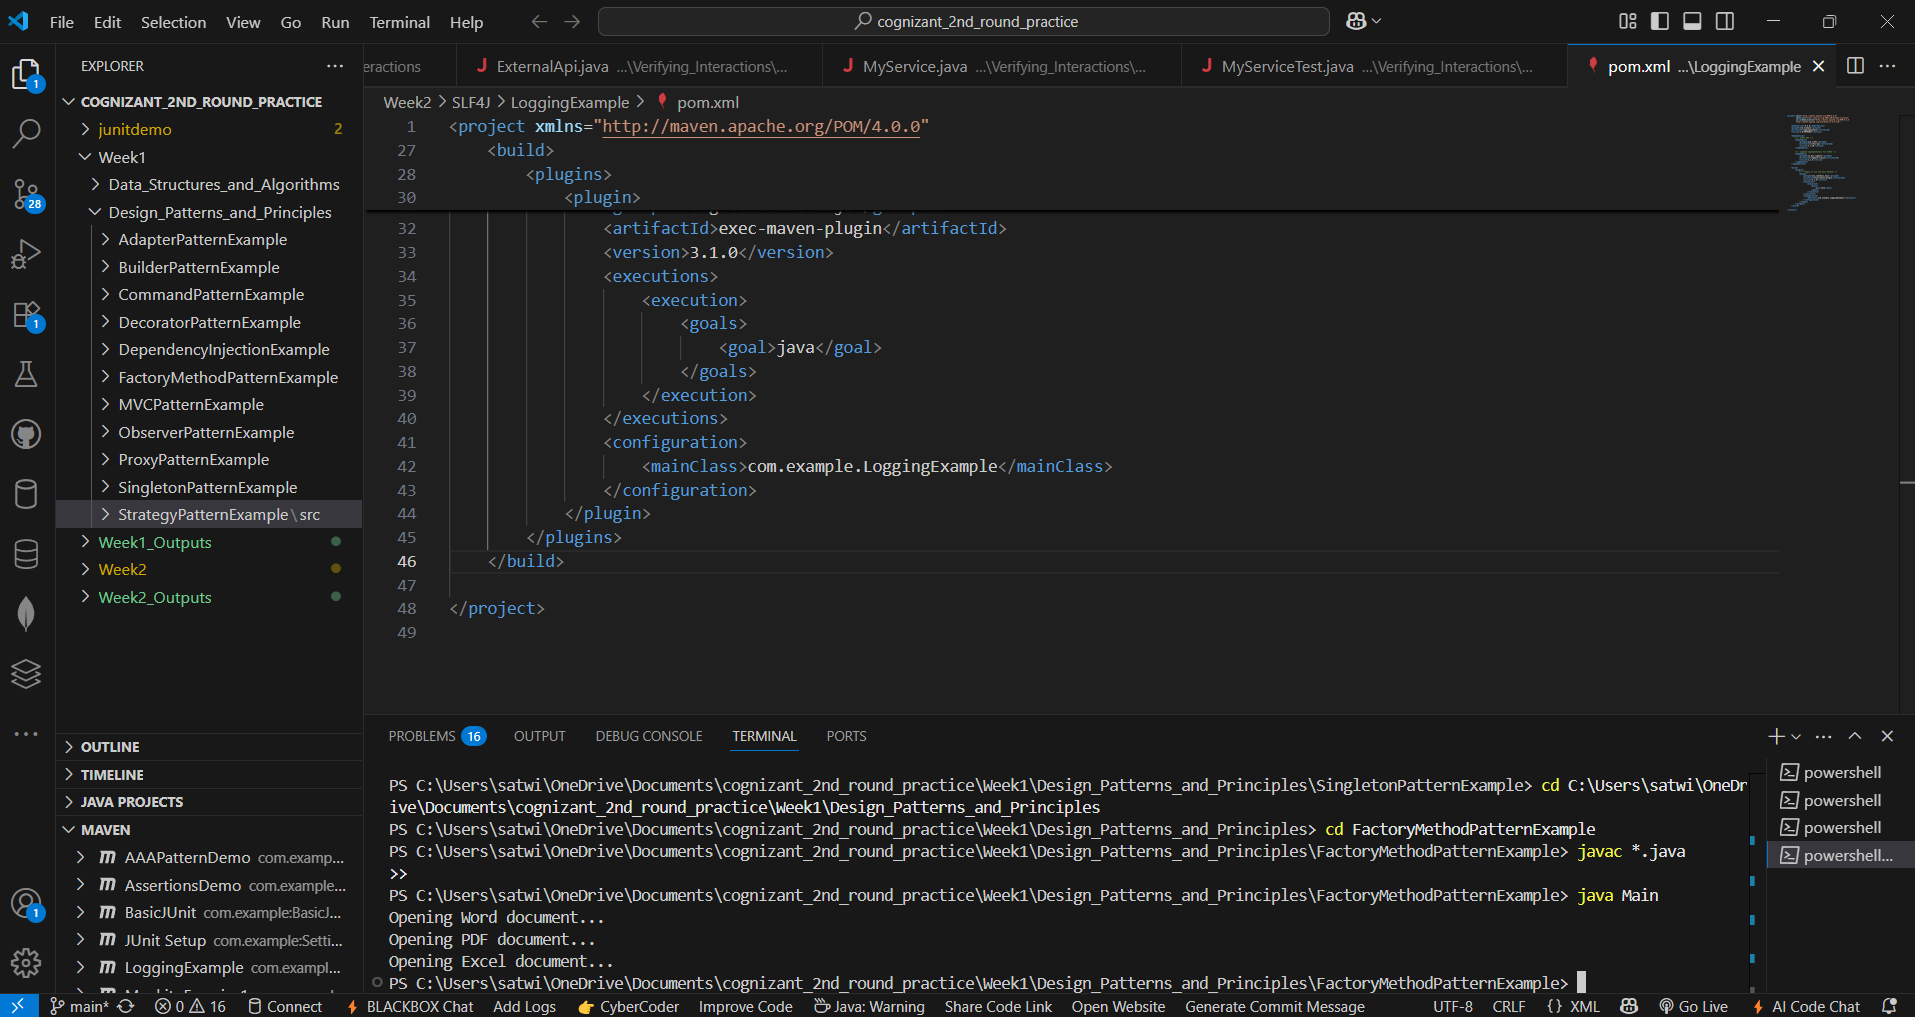 File Edit Selection View Go Run Terminal Help
cognizant_2nd_round_practice
EXPLORER
eractions
ExternalApi.java ...\Verifying_Interactions\...
MyService.java ...\Verifying_Interactions\...
MyServiceTest.java ...\Verifying_Interactions\...
pom.xml ...\LoggingExample
1
28
1
1
COGNIZANT_2ND_ROUND_PRACTICE
junitdemo 2
Week1
Data_Structures_and_Algorithms
Design_Patterns_and_Principles
AdapterPatternExample
BuilderPatternExample
CommandPatternExample
DecoratorPatternExample
DependencyInjectionExample
FactoryMethodPatternExample
MVCPatternExample
ObserverPatternExample
ProxyPatternExample
SingletonPatternExample
StrategyPatternExample\src
Week1_Outputs
Week2
Week2_Outputs
OUTLINE
TIMELINE
JAVA PROJECTS
MAVEN
AAAPatternDemo com.examp...
AssertionsDemo com.example...
BasicJUnit com.example:BasicJ...
JUnit Setup com.example:Setti...
LoggingExample com.exampl...
Week2 > SLF4J > LoggingExample > pom.xml
1 <project xmlns="http://maven.apache.org/POM/4.0.0"
27 <build>
28 <plugins>
30 <plugin>
32 <artifactId>exec-maven-plugin</artifactId>
33 <version>3.1.0</version>
34 <executions>
35 <execution>
36 <goals>
37 <goal>java</goal>
38 </goals>
39 </execution>
40 </executions>
41 <configuration>
42 <mainClass>com.example.LoggingExample</mainClass>
43 </configuration>
44 </plugin>
45 </plugins>
46 </build>
47
48 </project>
49
PROBLEMS 16 OUTPUT DEBUG CONSOLE TERMINAL PORTS
PS C:\Users\satwi\OneDrive\Documents\cognizant_2nd_round_practice\Week1\Design_Patterns_and_Principles\SingletonPatternExample> cd C:\Users\satwi\OneDr
ive\Documents\cognizant_2nd_round_practice\Week1\Design_Patterns_and_Principles
PS C:\Users\satwi\OneDrive\Documents\cognizant_2nd_round_practice\Week1\Design_Patterns_and_Principles> cd FactoryMethodPatternExample
PS C:\Users\satwi\OneDrive\Documents\cognizant_2nd_round_practice\Week1\Design_Patterns_and_Principles\FactoryMethodPatternExample> javac *.java
>>
PS C:\Users\satwi\OneDrive\Documents\cognizant_2nd_round_practice\Week1\Design_Patterns_and_Principles\FactoryMethodPatternExample> java Main
Opening Word document...
Opening PDF document...
Opening Excel document...
PS C:\Users\satwi\OneDrive\Documents\cognizant_2nd_round_practice\Week1\Design_Patterns_and_Principles\FactoryMethodPatternExample>
powershell
powershell
powershell
powershell...
main* 0 16 Connect BLACKBOX Chat Add Logs CyberCoder Improve Code Java: Warning Share Code Link Open Website Generate Commit Message UTF-8 CRLF {} XML Go Live AI Code Chat